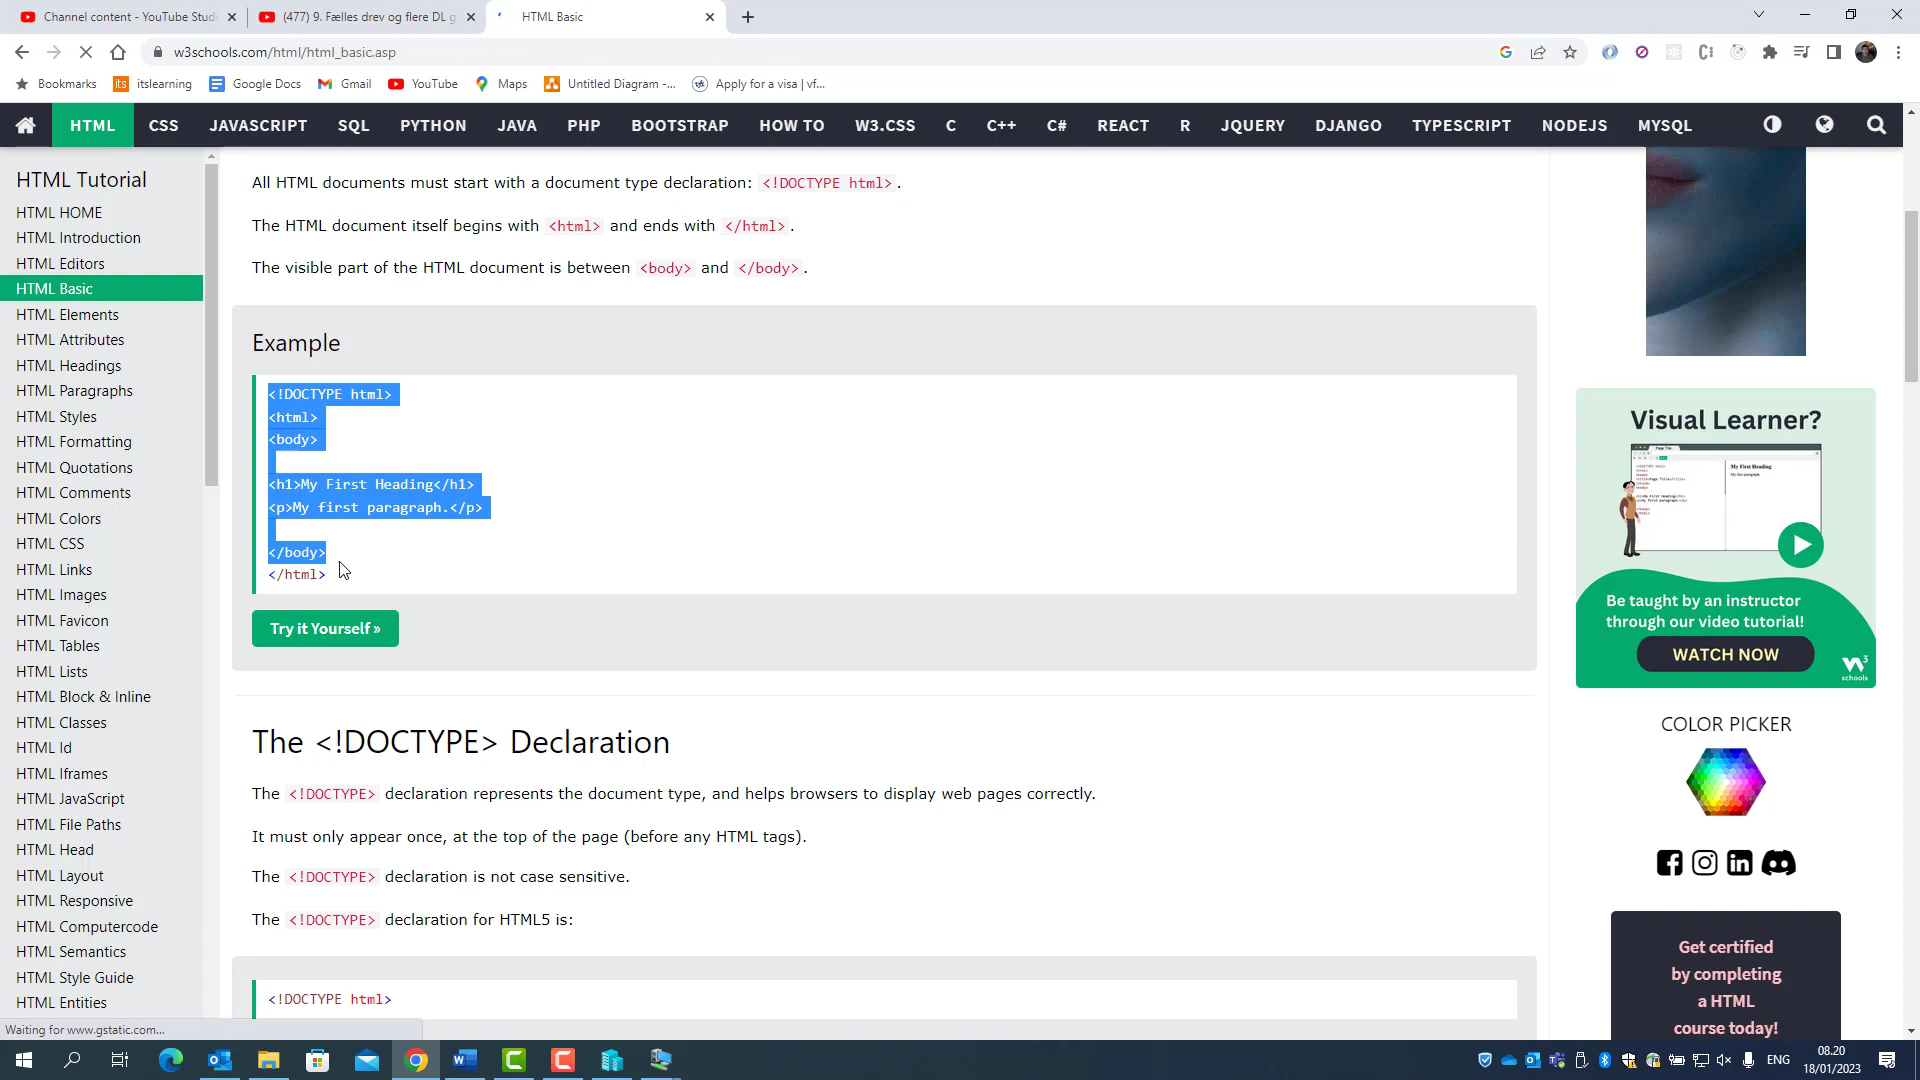 Channel content - YouTube Stud
(477) 9. Fælles drev og flere DL g
HTML Basic
w3schools.com/html/html_basic.asp
Bookmarks
itslearning
Google Docs
Gmail
YouTube
Maps
Untitled Diagram -...
Apply for a visa | vf...
HTML
CSS
JAVASCRIPT
SQL
PYTHON
JAVA
PHP
BOOTSTRAP
HOW TO
W3.CSS
C
C++
C#
REACT
R
JQUERY
DJANGO
TYPESCRIPT
NODEJS
MYSQL
HTML Tutorial
HTML HOME
HTML Introduction
HTML Editors
HTML Basic
HTML Elements
HTML Attributes
HTML Headings
HTML Paragraphs
HTML Styles
HTML Formatting
HTML Quotations
HTML Comments
HTML Colors
HTML CSS
HTML Links
HTML Images
HTML Favicon
HTML Tables
HTML Lists
HTML Block & Inline
HTML Classes
HTML Id
HTML Iframes
HTML JavaScript
HTML File Paths
HTML Head
HTML Layout
HTML Responsive
HTML Computercode
HTML Semantics
HTML Style Guide
HTML Entities
All HTML documents must start with a document type declaration: <!DOCTYPE html>.
The HTML document itself begins with <html> and ends with </html>.
The visible part of the HTML document is between <body> and </body>.
Example
<!DOCTYPE html>
<html>
<body>
<h1>My First Heading</h1>
<p>My first paragraph.</p>
</body>
</html>
Try it Yourself »
The <!DOCTYPE> Declaration
The <!DOCTYPE> declaration represents the document type, and helps browsers to display web pages correctly.
It must only appear once, at the top of the page (before any HTML tags).
The <!DOCTYPE> declaration is not case sensitive.
The <!DOCTYPE> declaration for HTML5 is:
<!DOCTYPE html>
Visual Learner?
My First Heading
Be taught by an instructor
through our video tutorial!
WATCH NOW
W3
schools
COLOR PICKER
Get certified
by completing
a HTML
course today!
Waiting for www.gstatic.com...
ENG
08.20
18/01/2023